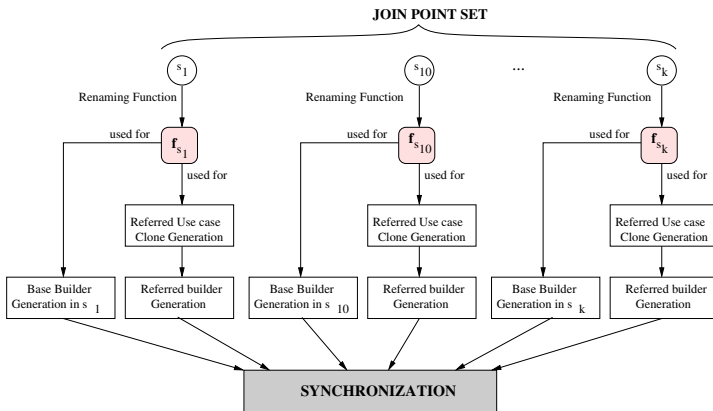 JOIN POINT SET
s1 s10 ... sk
Renaming Function Renaming Function Renaming Function
used for fs1 used for fs10 used for fsk
used for used for used for
Referred Use case Referred Use case Referred Use case
Clone Generation Clone Generation Clone Generation
Base Builder Referred builder Base Builder Referred builder Base Builder Referred builder
Generation in s 1 Generation Generation in s 10 Generation Generation in s k Generation
SYNCHRONIZATION